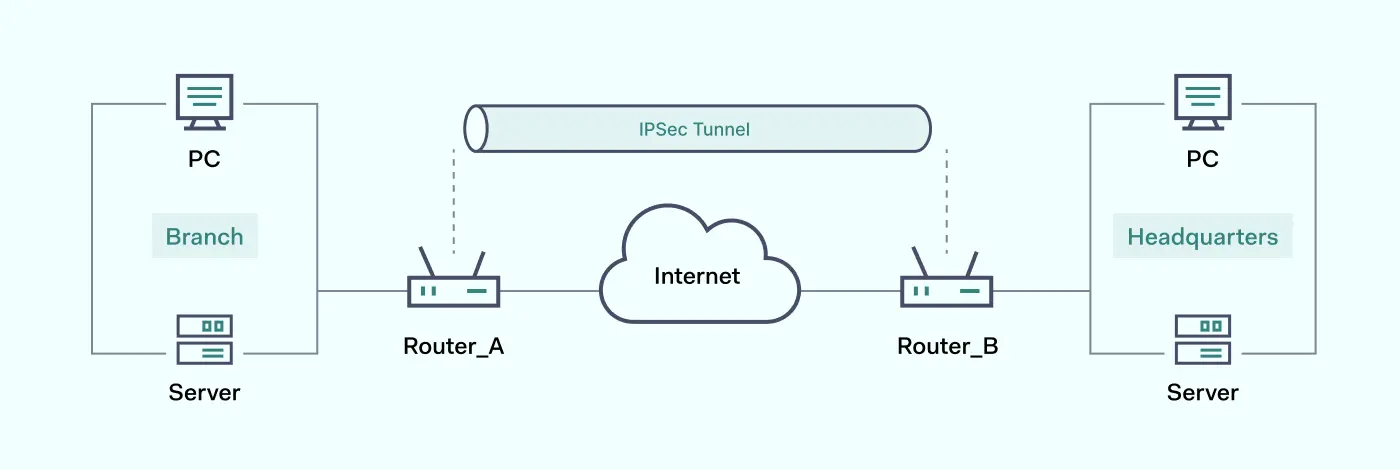 PC
Branch
Server
Router_A
IPSec Tunnel
Internet
Router_B
PC
Headquarters
Server